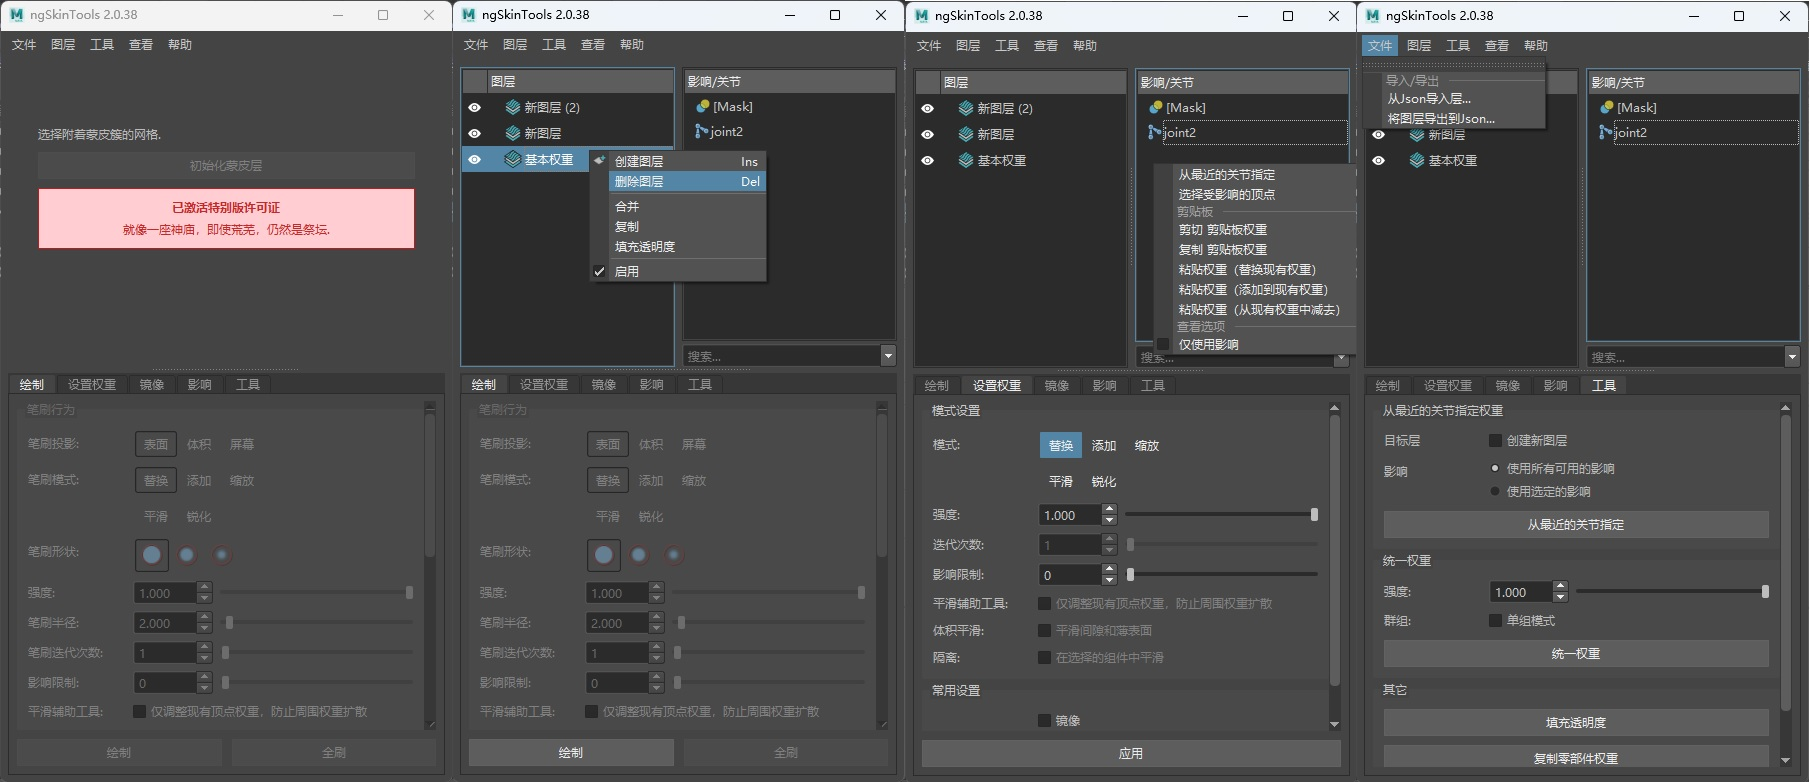 ngSkinTools 2.0.38
文件 图层 工具 查看 帮助
选择附着蒙皮簇的网格.
初始化蒙皮层
已激活特别版许可证
就像一座神庙，即使荒芜，仍然是祭坛.
绘制 设置权重 镜像 影响 工具
笔刷行为
笔刷投影: 表面 体积 屏幕
笔刷模式: 替换 添加 缩放
平滑 锐化
笔刷形状:
强度: 1.000
笔刷半径: 2.000
笔刷迭代次数: 1
影响限制: 0
平滑辅助工具: 仅调整现有顶点权重，防止周围权重扩散
绘制 全刷
ngSkinTools 2.0.38
文件 图层 工具 查看 帮助
图层 影响/关节
新图层 (2) [Mask]
新图层 joint2
基本权重
创建图层 Ins
删除图层 Del
合并
复制
填充透明度
启用
搜索...
绘制 设置权重 镜像 影响 工具
笔刷行为
笔刷投影: 表面 体积 屏幕
笔刷模式: 替换 添加 缩放
平滑 锐化
笔刷形状:
强度: 1.000
笔刷半径: 2.000
笔刷迭代次数: 1
影响限制: 0
平滑辅助工具: 仅调整现有顶点权重，防止周围权重扩散
绘制 全刷
ngSkinTools 2.0.38
文件 图层 工具 查看 帮助
图层 影响/关节
新图层 (2) [Mask]
新图层 joint2
基本权重
从最近的关节指定
选择受影响的顶点
剪贴板
剪切 剪贴板权重
复制 剪贴板权重
粘贴权重（替换现有权重）
粘贴权重（添加到现有权重）
粘贴权重（从现有权重中减去）
查看选项
仅使用影响
搜索...
绘制 设置权重 镜像 影响 工具
模式设置
模式: 替换 添加 缩放
平滑 锐化
强度: 1.000
迭代次数: 1
影响限制: 0
平滑辅助工具: 仅调整现有顶点权重，防止周围权重扩散
体积平滑: 平滑间隙和薄表面
隔离: 在选择的组件中平滑
常用设置
镜像
应用
ngSkinTools 2.0.38
文件 图层 工具 查看 帮助
导入/导出
从Json导入层...
将图层导出到Json...
影响/关节
[Mask]
新图层 joint2
基本权重
搜索...
绘制 设置权重 镜像 影响 工具
从最近的关节指定权重
目标层 创建新图层
影响 使用所有可用的影响
使用选定的影响
从最近的关节指定
统一权重
强度: 1.000
群组: 单组模式
统一权重
其它
填充透明度
复制零部件权重